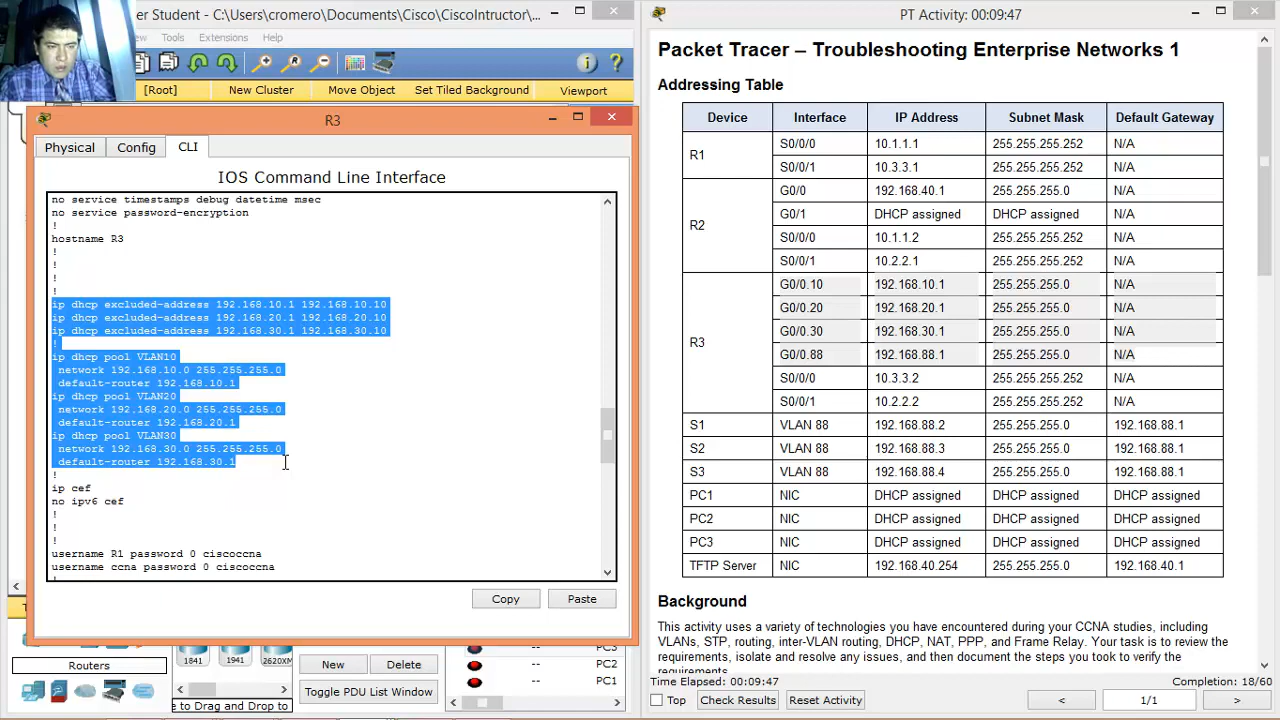 er Student - C:\Users\cromero\Documents\Cisco\CiscoIntructor\...
Tools Extensions Help
[Root] New Cluster Move Object Set Tiled Background Viewport
R3
Physical Config CLI
IOS Command Line Interface
no service timestamps debug datetime msec
no service password-encryption
!
hostname R3
!
!
!
!
ip dhcp excluded-address 192.168.10.1 192.168.10.10
ip dhcp excluded-address 192.168.20.1 192.168.20.10
ip dhcp excluded-address 192.168.30.1 192.168.30.10
!
ip dhcp pool VLAN10
network 192.168.10.0 255.255.255.0
default-router 192.168.10.1
ip dhcp pool VLAN20
network 192.168.20.0 255.255.255.0
default-router 192.168.20.1
ip dhcp pool VLAN30
network 192.168.30.0 255.255.255.0
default-router 192.168.30.1
!
ip cef
no ipv6 cef
!
!
!
username R1 password 0 ciscoccna
username ccna password 0 ciscoccna
Copy Paste
Routers
1841 1941 2620XM
e to Drag and Drop to
New Delete
Toggle PDU List Window
-- PC3
-- PC2
-- PC1
PT Activity: 00:09:47
Packet Tracer – Troubleshooting Enterprise Networks 1
Addressing Table
Device Interface IP Address Subnet Mask Default Gateway
R1 S0/0/0 10.1.1.1 255.255.255.252 N/A
S0/0/1 10.3.3.1 255.255.255.252 N/A
R2 G0/0 192.168.40.1 255.255.255.0 N/A
G0/1 DHCP assigned DHCP assigned N/A
S0/0/0 10.1.1.2 255.255.255.252 N/A
S0/0/1 10.2.2.1 255.255.255.252 N/A
R3 G0/0.10 192.168.10.1 255.255.255.0 N/A
G0/0.20 192.168.20.1 255.255.255.0 N/A
G0/0.30 192.168.30.1 255.255.255.0 N/A
G0/0.88 192.168.88.1 255.255.255.0 N/A
S0/0/0 10.3.3.2 255.255.255.252 N/A
S0/0/1 10.2.2.2 255.255.255.252 N/A
S1 VLAN 88 192.168.88.2 255.255.255.0 192.168.88.1
S2 VLAN 88 192.168.88.3 255.255.255.0 192.168.88.1
S3 VLAN 88 192.168.88.4 255.255.255.0 192.168.88.1
PC1 NIC DHCP assigned DHCP assigned DHCP assigned
PC2 NIC DHCP assigned DHCP assigned DHCP assigned
PC3 NIC DHCP assigned DHCP assigned DHCP assigned
TFTP Server NIC 192.168.40.254 255.255.255.0 192.168.40.1
Background
This activity uses a variety of technologies you have encountered during your CCNA studies, including
VLANs, STP, routing, inter-VLAN routing, DHCP, NAT, PPP, and Frame Relay. Your task is to review the
requirements, isolate and resolve any issues, and then document the steps you took to verify the
requirements.
Time Elapsed: 00:09:47 Completion: 18/60
Top Check Results Reset Activity < 1/1 >